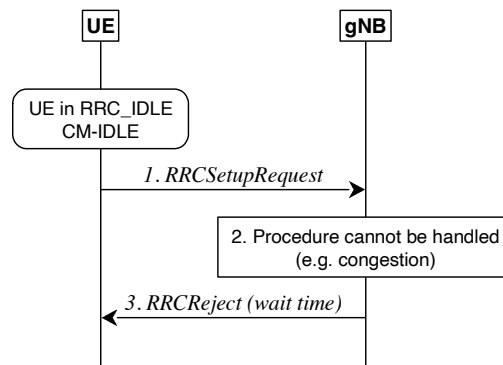 UE
gNB
UE in RRC_IDLE
CM-IDLE
1. RRCSetupRequest
2. Procedure cannot be handled
(e.g. congestion)
3. RRCReject (wait time)